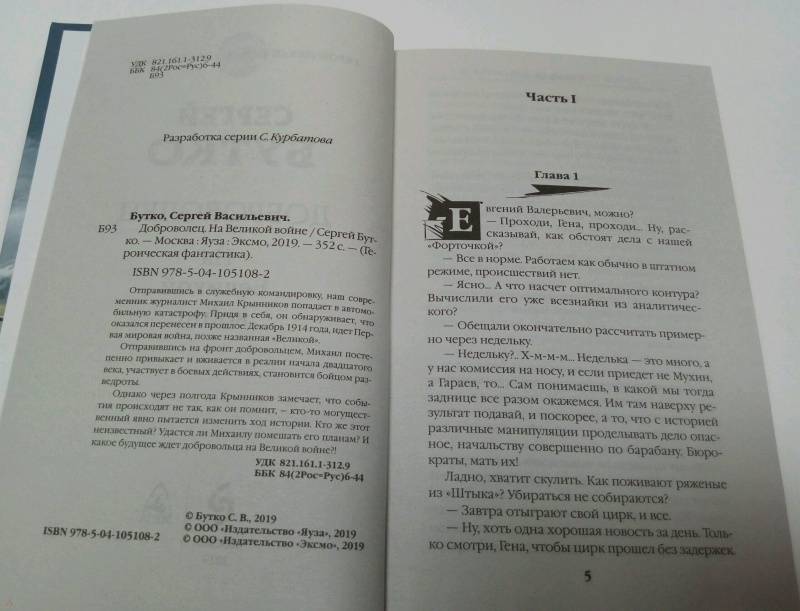 УДК 821.161.1-312.9
ББК 84(2Рос=Рус)6-44
Б93
Разработка серии С. Курбатова
Бутко, Сергей Васильевич.
Б93 Доброволец. На Великой войне / Сергей Бут-
ко. — Москва : Яуза : Эксмо, 2019. — 352 с. — (Ге-
роическая фантастика).
ISBN 978-5-04-105108-2
Отправившись в служебную командировку, наш совре-
менник журналист Михаил Крынников попадает в автомо-
бильную катастрофу. Придя в себя, он обнаруживает, что
оказался перенесен в прошлое. Декабрь 1914 года, идет Пер-
вая мировая война, позже названная «Великой».
Отправившись на фронт добровольцем, Михаил посте-
пенно привыкает и вживается в реалии начала двадцатого
века, участвует в боевых действиях, становится бойцом раз-
ведроты.
Однако через полгода Крынников замечает, что собы-
тия происходят не так, как он помнит, – кто-то могущест-
венный явно пытается изменить ход истории. Кто же этот
неизвестный? Удастся ли Михаилу помешать его планам? И
какое будущее ждет добровольца на Великой войне?!
УДК 821.161.1-312.9
ББК 84(2Рос=Рус)6-44
© Бутко С. В., 2019
© ООО «Издательство «Яуза», 2019
ISBN 978-5-04-105108-2 © ООО «Издательство «Эксмо», 2019
СЕРГЕЙ
БУТКО
Часть I
Глава 1
Евгений Валерьевич, можно?
— Проходи, Гена, проходи... Ну, рас-
сказывай, как обстоят дела с нашей
«Форточкой»?
— Все в норме. Работаем как обычно в штатном
режиме, происшествий нет.
— Ясно... А что насчет оптимального контура?
Вычислили его уже всезнайки из аналитичес-
кого?
— Обещали окончательно рассчитать пример-
но через недельку.
— Недельку?.. Х-м-м-м... Неделька — это много, а
у нас комиссия на носу, и если приедет не Мухин,
а Гараев, то... Сам понимаешь, в какой мы тогда
заднице все разом окажемся. Им там наверху ре-
зультат подавай, и поскорее, а то, что с историей
различные манипуляции проделывать дело опас-
ное, начальству совершенно по барабану. Бюро-
краты, мать их!
Ладно, хватит скулить. Как поживают ряженые
из «Штыка»? Убираться не собираются?
— Завтра отыграют свой цирк, и все.
— Ну, хоть одна хорошая новость за день. Толь-
ко смотри, Гена, чтобы цирк прошел без задержек.
5